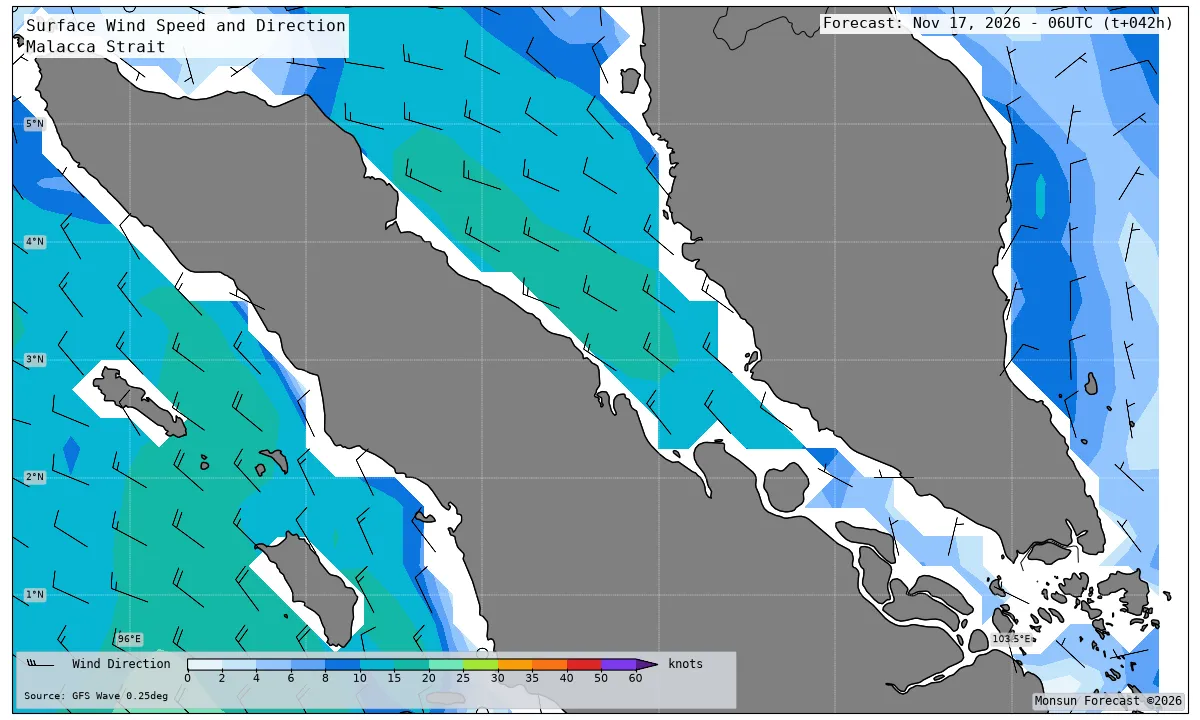 Surface Wind Speed and Direction
Malacca Strait
Forecast: Nov 17, 2026 - 06UTC (t+042h)
5°N
4°N
3°N
2°N
1°N
96°E
103.5°E
Wind Direction
knots
0 2 4 6 8 10 15 20 25 30 35 40 50 60
Source: GFS Wave 0.25deg
Monsun Forecast ©2026